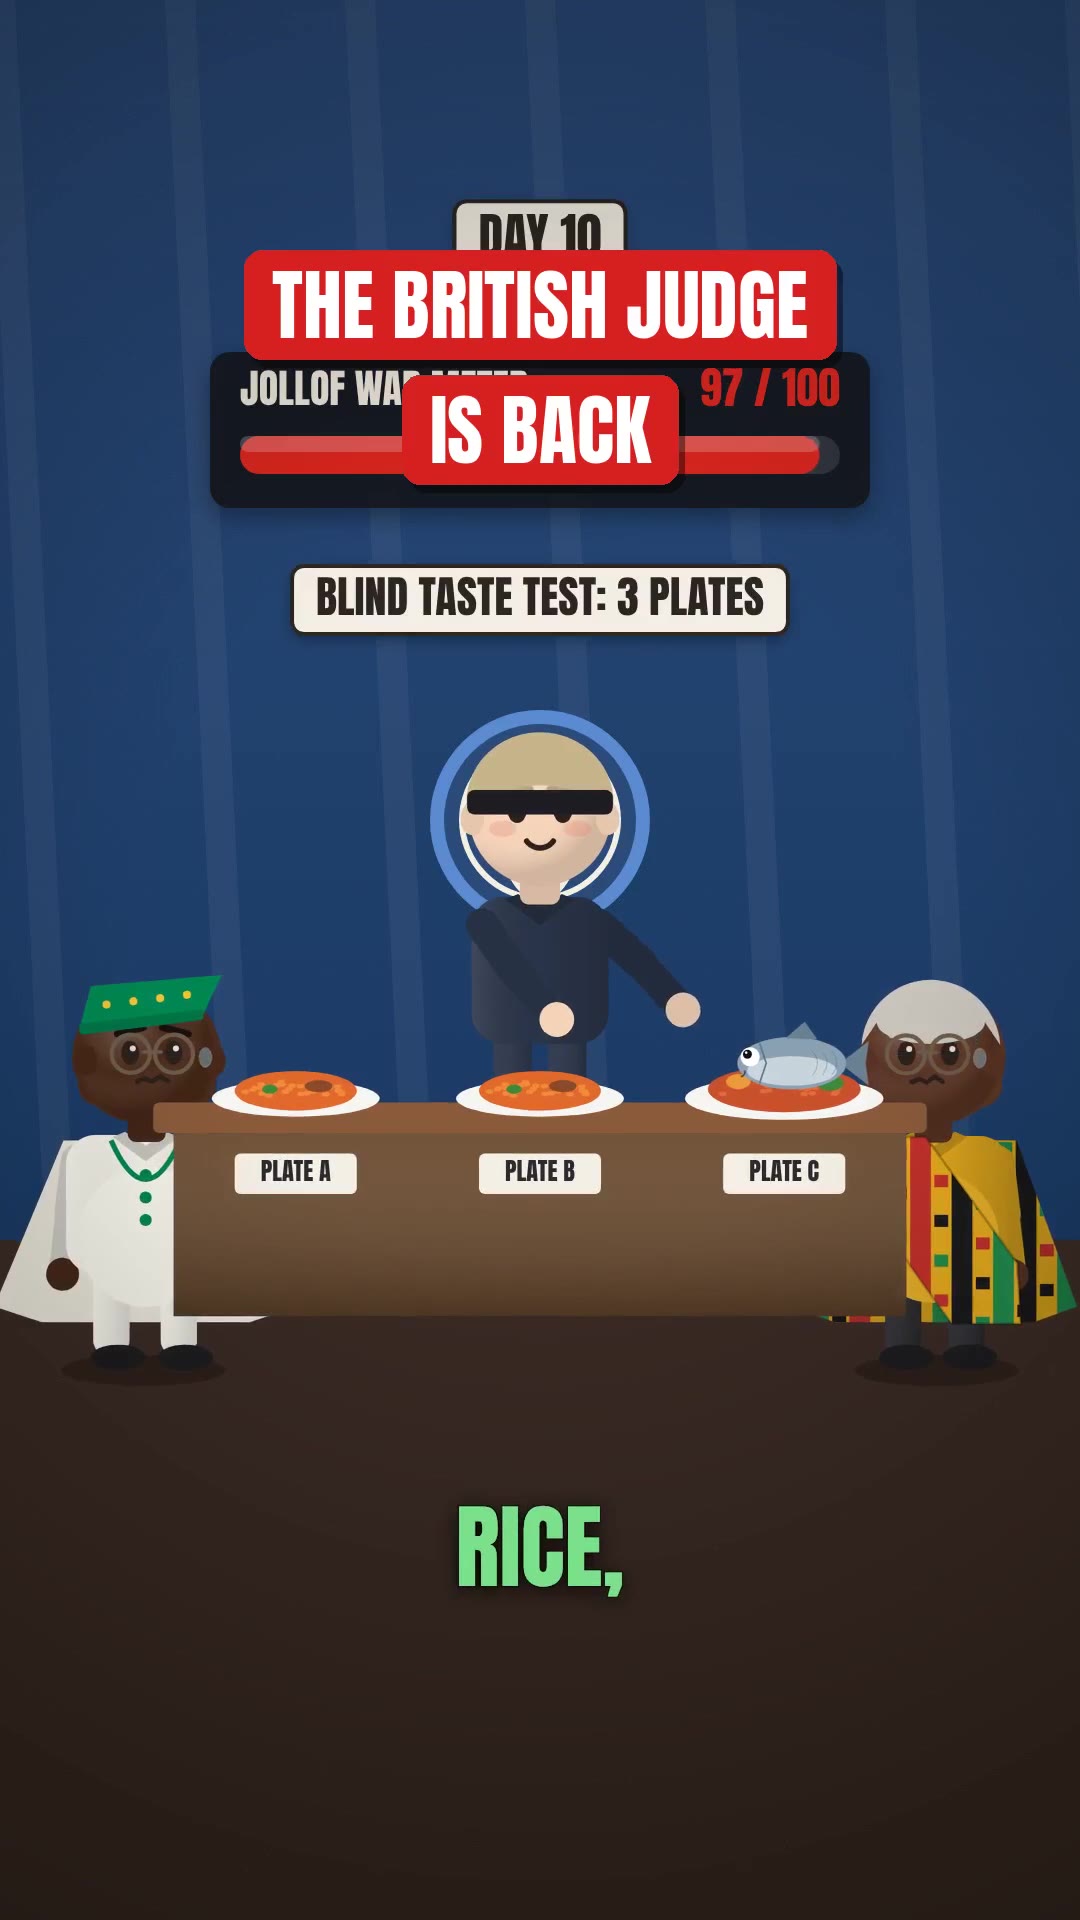 DAY 10
THE BRITISH JUDGE
JOLLOF WAR METER
97 / 100
IS BACK
BLIND TASTE TEST: 3 PLATES
PLATE A
PLATE B
PLATE C
RICE,